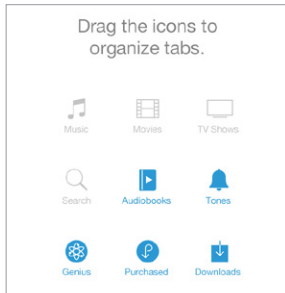 Drag the icons to
organize tabs.
Music Movies TV Shows
Search Audiobooks Tones
Genius Purchased Downloads